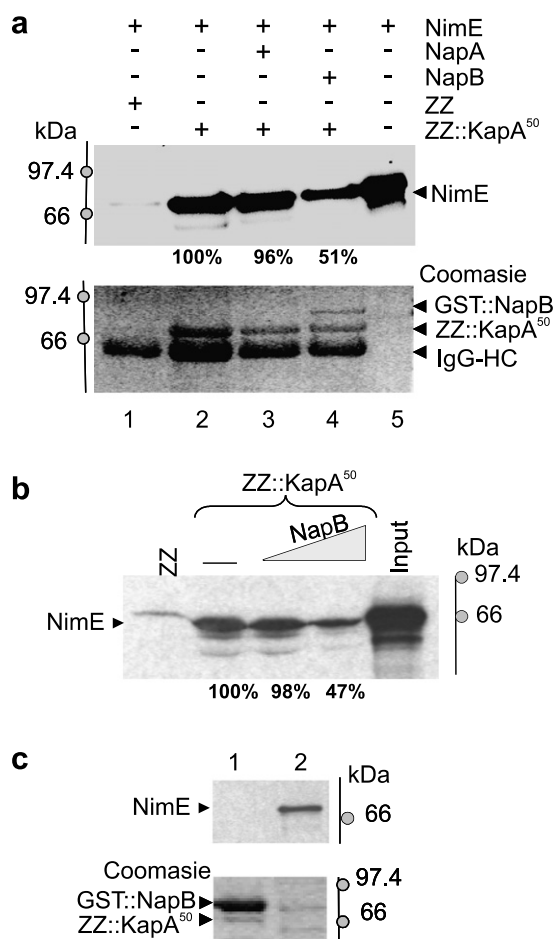 a
+ + + + + NimE
- - + - - NapA
- - - + - NapB
+ - - - - ZZ
kDa - + + + - ZZ::KapA50
97.4
66
NimE
100% 96% 51%
Coomasie
97.4
66
GST::NapB
ZZ::KapA50
IgG-HC
1 2 3 4 5
b
ZZ::KapA50
ZZ — NapB Input
kDa
97.4
66
NimE
100% 98% 47%
c
1 2
kDa
NimE
66
Coomasie
97.4
GST::NapB
66
ZZ::KapA50